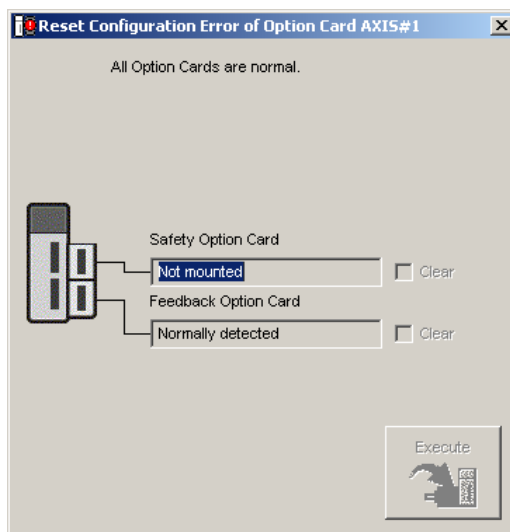 Reset Configuration Error of Option Card AXIS#1
All Option Cards are normal.
Safety Option Card
Not mounted
Clear
Feedback Option Card
Normally detected
Clear
Execute